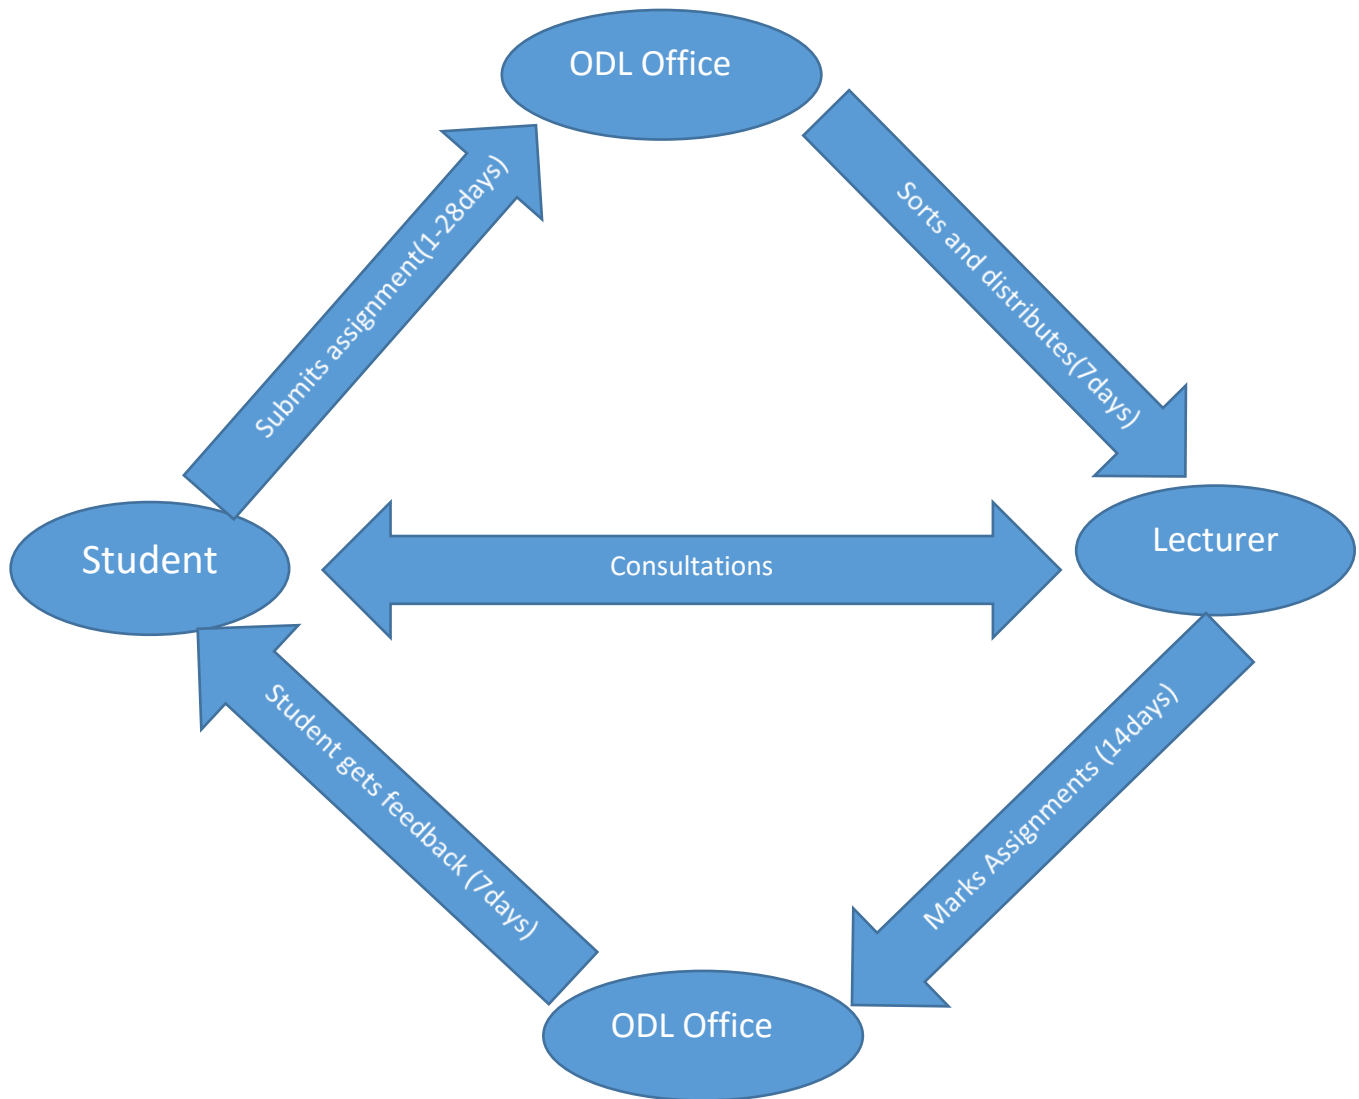 ODL Office
Submits assignment(1-28days)
Sorts and distributes(7days)
Student
Consultations
Lecturer
Student gets feedback (7days)
Marks Assignments (14days)
ODL Office